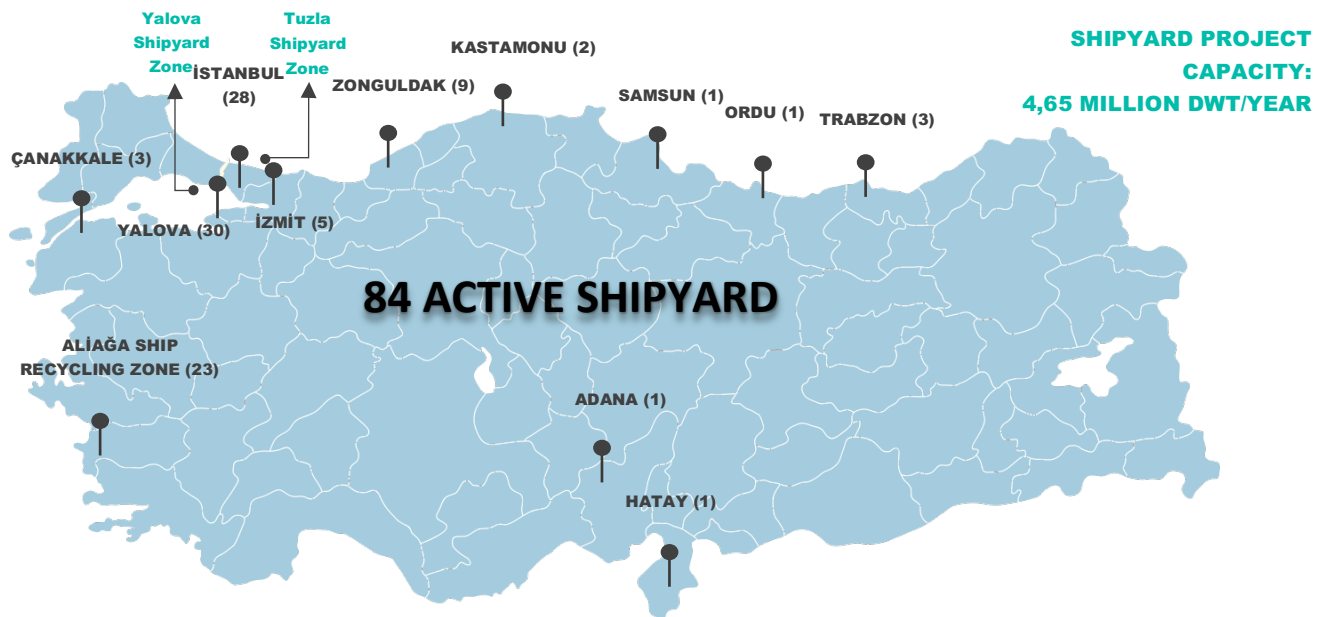 Yalova
Shipyard
Zone
Tuzla
Shipyard
Zone
SHIPYARD PROJECT
CAPACITY:
4,65 MILLION DWT/YEAR
İSTANBUL
(28)
ZONGULDAK (9)
KASTAMONU (2)
SAMSUN (1)
ORDU (1)
TRABZON (3)
ÇANAKKALE (3)
YALOVA (30)
İZMİT (5)
84 ACTIVE SHIPYARD
ALİAĞA SHIP
RECYCLING ZONE (23)
ADANA (1)
HATAY (1)